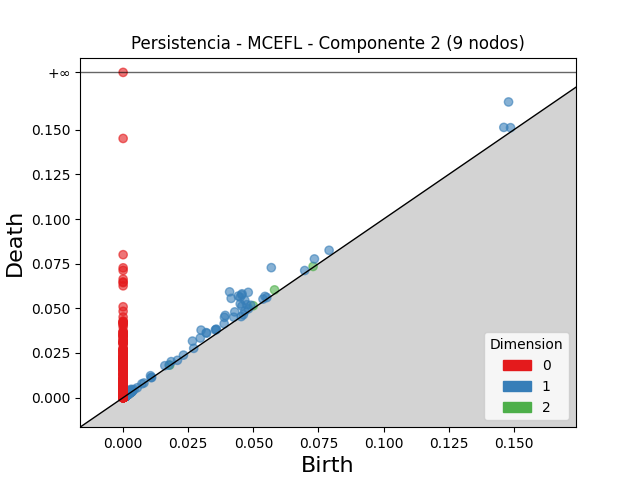 Persistencia - MCEFL - Componente 2 (9 nodos)
+∞
0.150
0.125
0.100
0.075
0.050
0.025
0.000
Death
Dimension
0
1
2
0.000 0.025 0.050 0.075 0.100 0.125 0.150
Birth